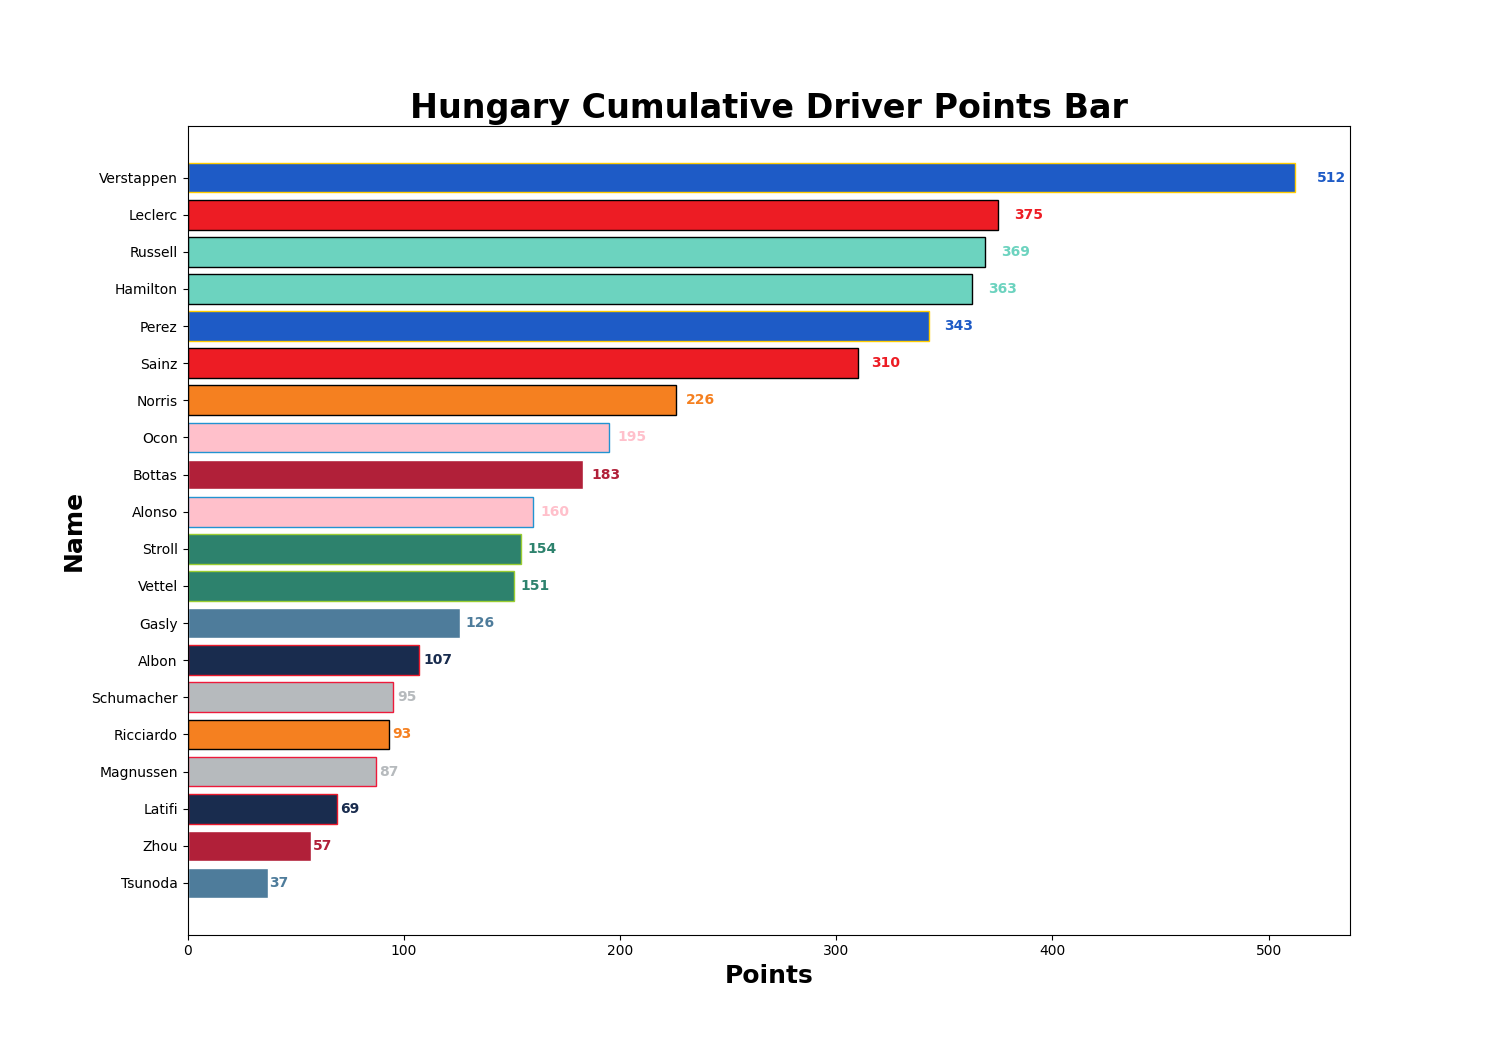 Hungary Cumulative Driver Points Bar
Verstappen 512
Leclerc 375
Russell 369
Hamilton 363
Perez 343
Sainz 310
Norris 226
Ocon 195
Bottas 183
Alonso 160
Stroll 154
Vettel 151
Gasly 126
Albon 107
Schumacher 95
Ricciardo 93
Magnussen 87
Latifi 69
Zhou 57
Tsunoda 37
Name
0 100 200 300 400 500
Points